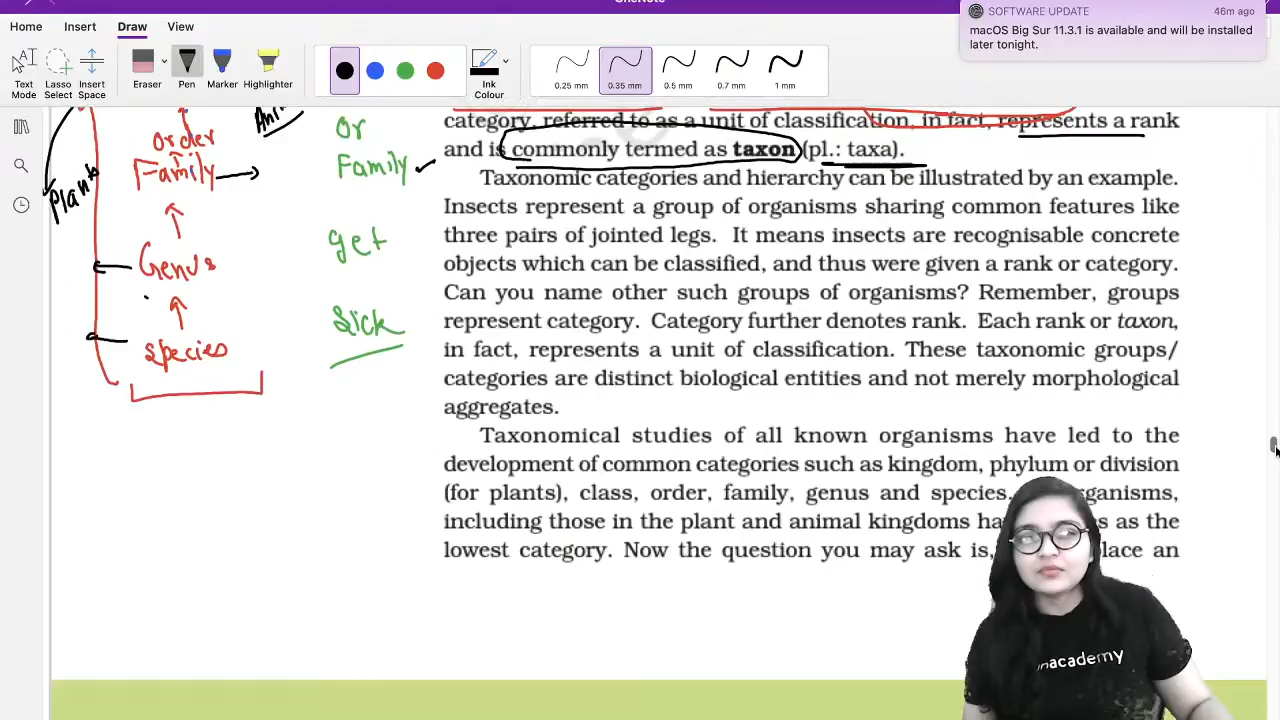 OneNote
Home Insert Draw View
SOFTWARE UPDATE 46m ago
macOS Big Sur 11.3.1 is available and will be installed
later tonight.
Text Mode
Lasso Select
Insert Space
Eraser
Pen
Marker
Highlighter
Ink Colour
0.25 mm
0.35 mm
0.5 mm
0.7 mm
1 mm
Plants
order
Family
Genus
species
Ani
or
Family
get
Sick
category, referred to as a unit of classification, in fact, represents a rank
and is commonly termed as taxon (pl.: taxa).
Taxonomic categories and hierarchy can be illustrated by an example.
Insects represent a group of organisms sharing common features like
three pairs of jointed legs. It means insects are recognisable concrete
objects which can be classified, and thus were given a rank or category.
Can you name other such groups of organisms? Remember, groups
represent category. Category further denotes rank. Each rank or taxon,
in fact, represents a unit of classification. These taxonomic groups/
categories are distinct biological entities and not merely morphological
aggregates.
Taxonomical studies of all known organisms have led to the
development of common categories such as kingdom, phylum or division
(for plants), class, order, family, genus and species. organisms,
including those in the plant and animal kingdoms as the
lowest category. Now the question you may ask is, place an
unacademy